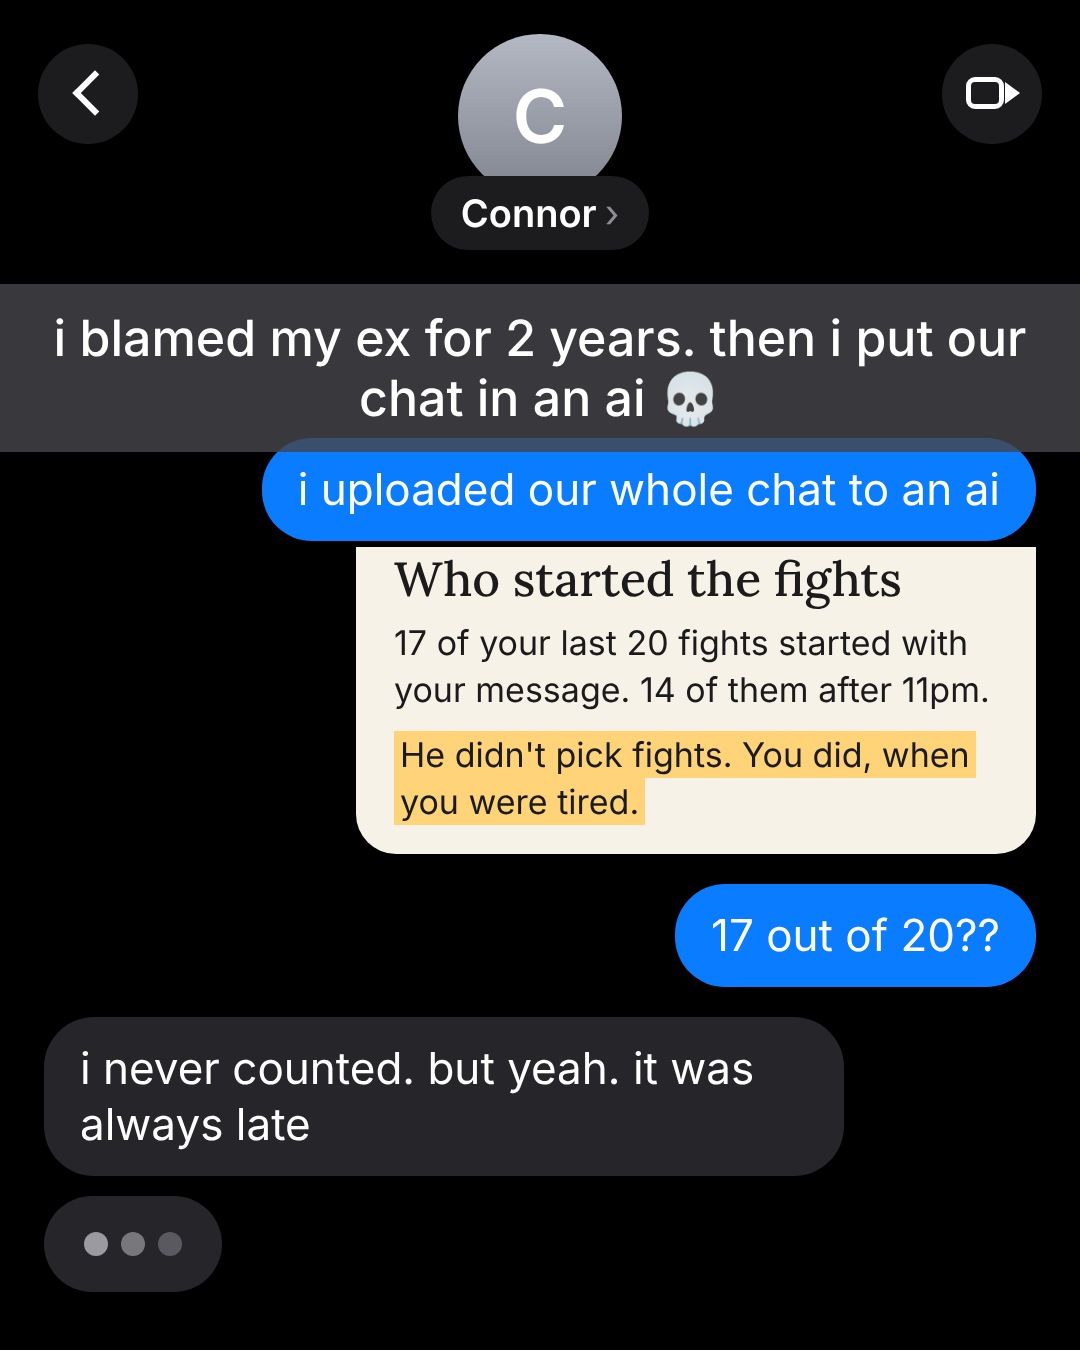 C
Connor ›
i blamed my ex for 2 years. then i put our
chat in an ai 💀
i uploaded our whole chat to an ai
Who started the fights
17 of your last 20 fights started with
your message. 14 of them after 11pm.
He didn't pick fights. You did, when
you were tired.
17 out of 20??
i never counted. but yeah. it was
always late